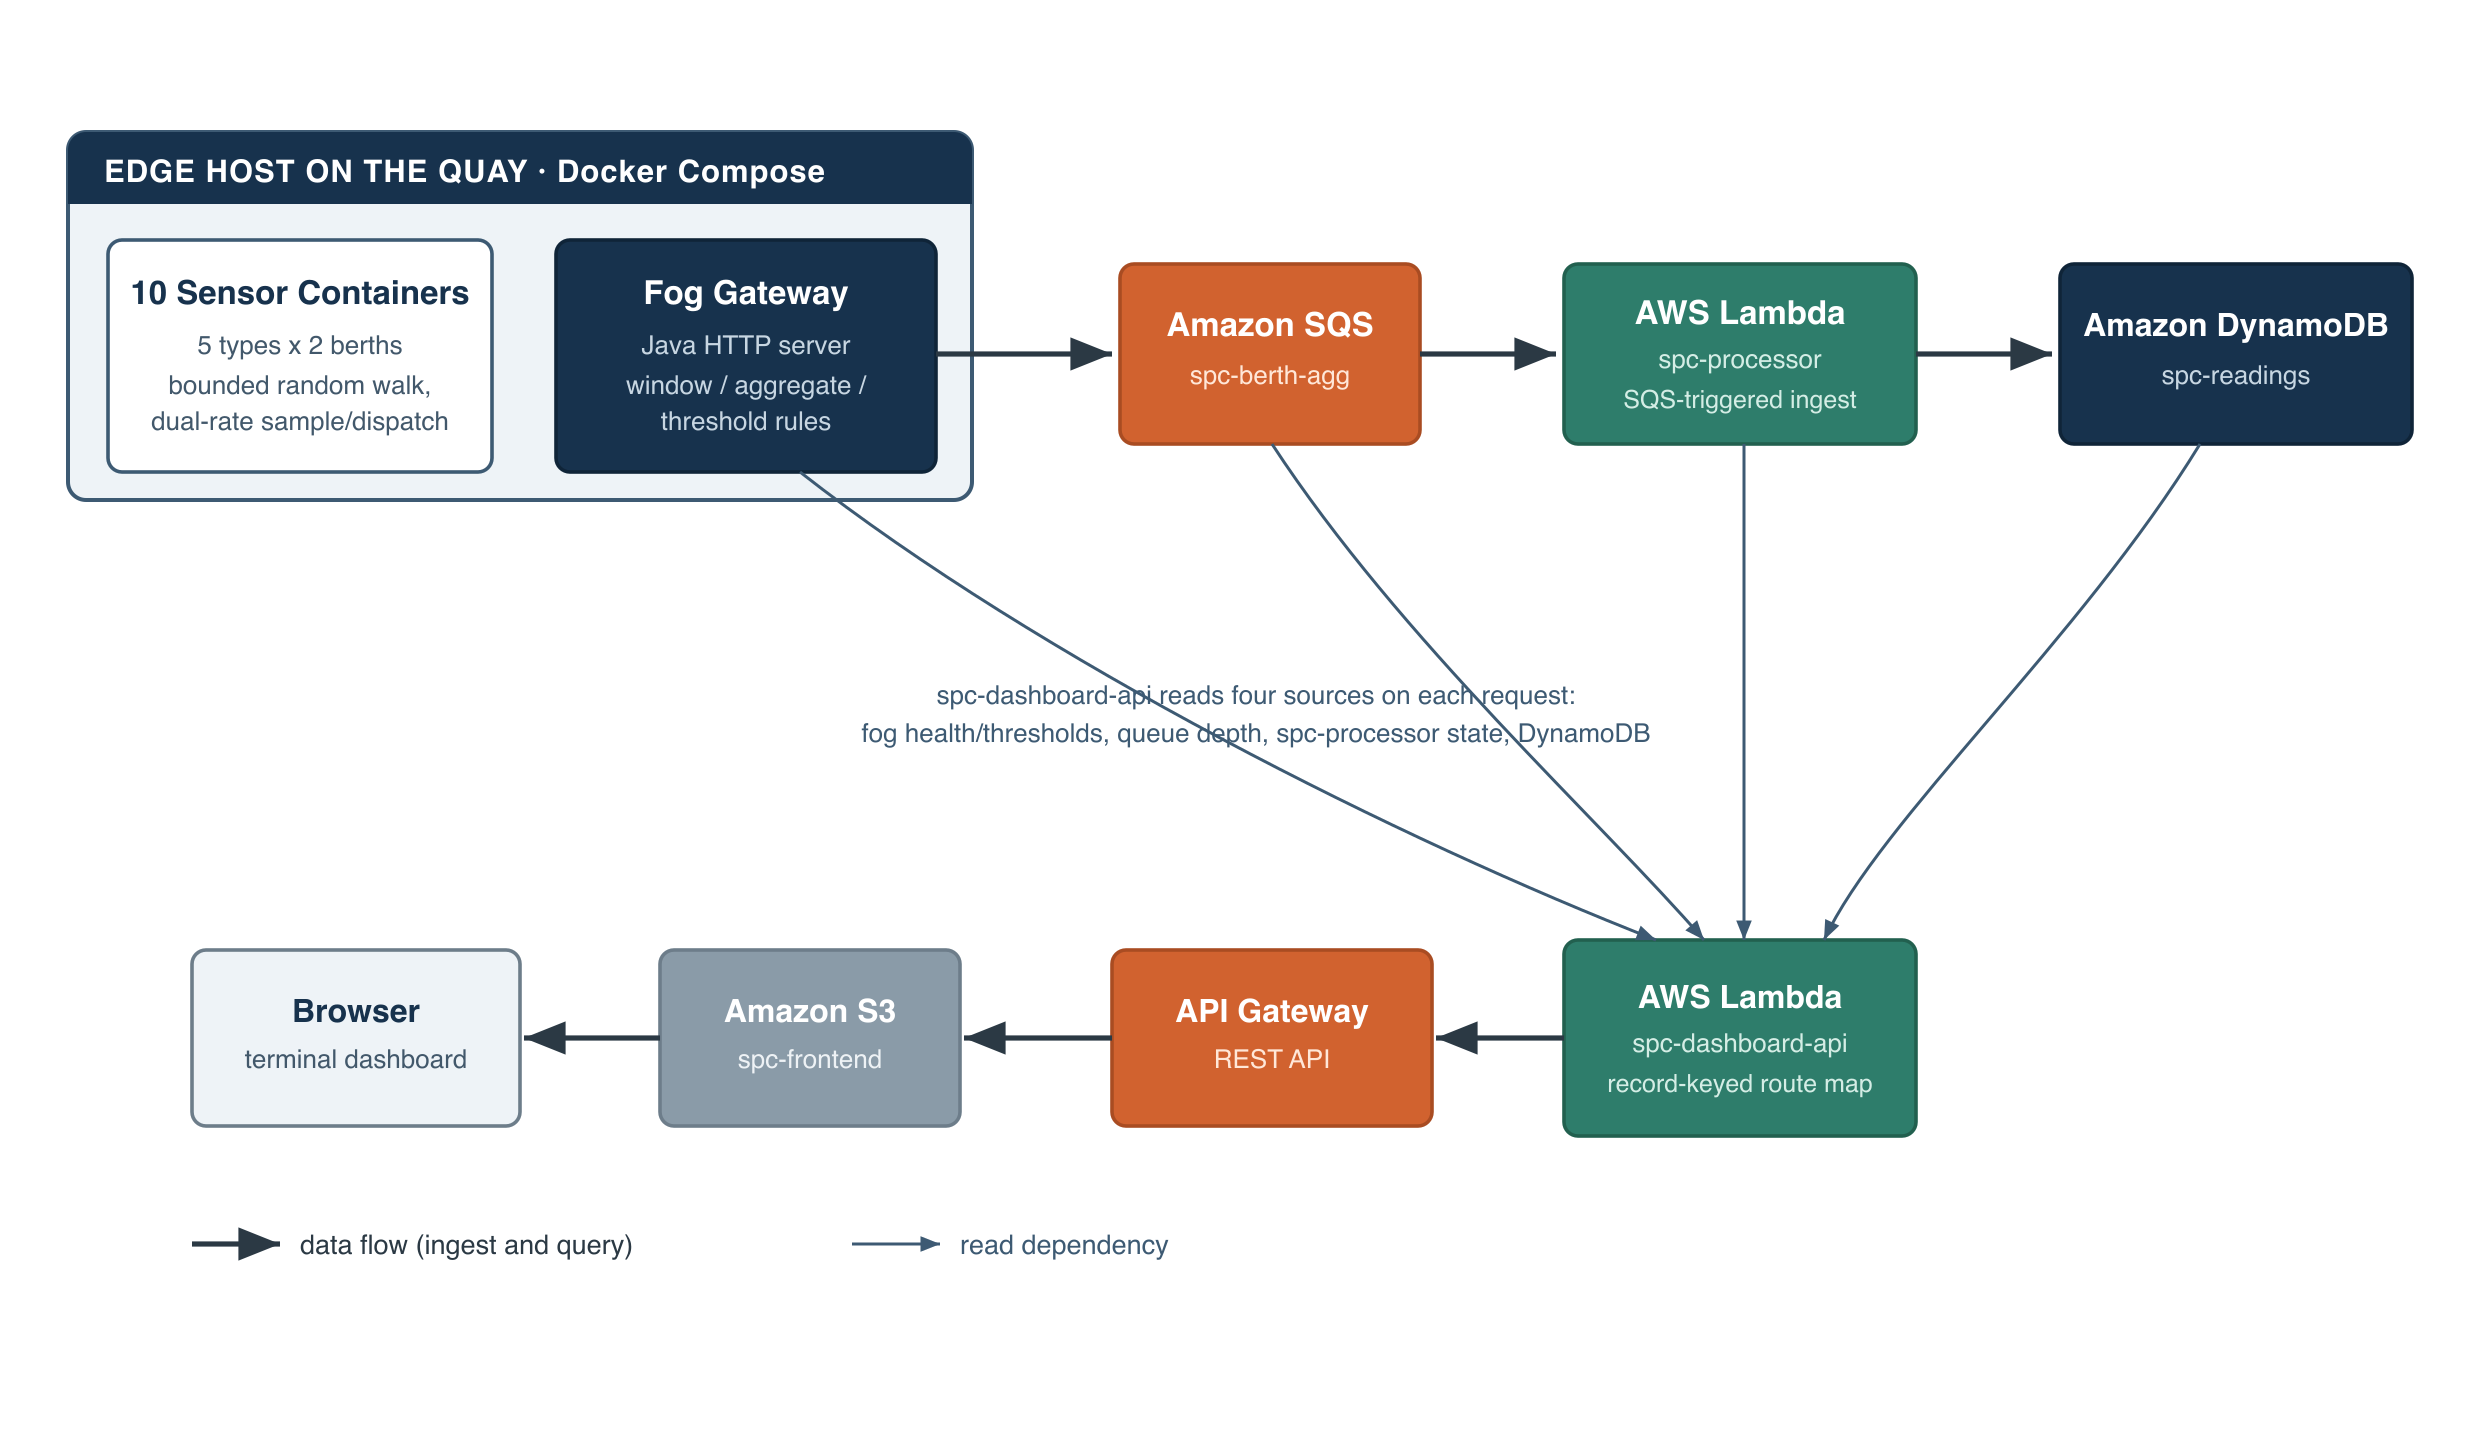 EDGE HOST ON THE QUAY · Docker Compose
10 Sensor Containers
5 types x 2 berths
bounded random walk,
dual-rate sample/dispatch
Fog Gateway
Java HTTP server
window / aggregate /
threshold rules
Amazon SQS
spc-berth-agg
AWS Lambda
spc-processor
SQS-triggered ingest
Amazon DynamoDB
spc-readings
spc-dashboard-api reads four sources on each request:
fog health/thresholds, queue depth, spc-processor state, DynamoDB
Browser
terminal dashboard
Amazon S3
spc-frontend
API Gateway
REST API
AWS Lambda
spc-dashboard-api
record-keyed route map
data flow (ingest and query)
read dependency